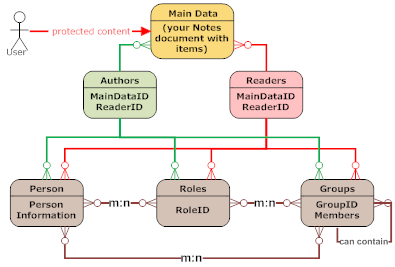 Main Data
(your Notes
document with
items)
protected content
User
Authors
MainDataID
ReaderID
Readers
MainDataID
ReaderID
Person
Person
Information
m:n
Roles
RoleID
m:n
Groups
GroupID
Members
can contain
m:n